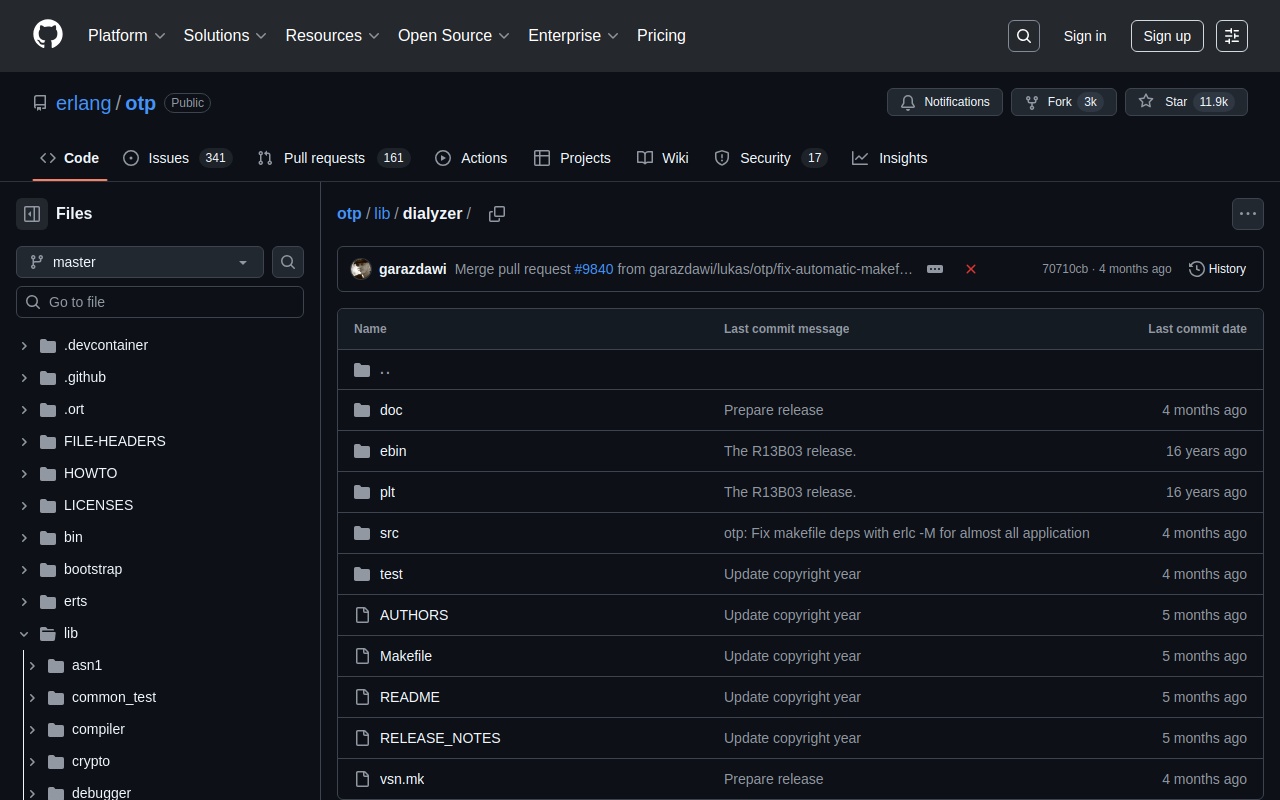 Platform Solutions Resources Open Source Enterprise Pricing Sign in Sign up
erlang / otp Public Notifications Fork 3k Star 11.9k
Code Issues 341 Pull requests 161 Actions Projects Wiki Security 17 Insights
Files
master
Go to file
.devcontainer
.github
.ort
FILE-HEADERS
HOWTO
LICENSES
bin
bootstrap
erts
lib
asn1
common_test
compiler
crypto
debugger
otp / lib / dialyzer /
garazdawi Merge pull request #9840 from garazdawi/lukas/otp/fix-automatic-makef… 70710cb · 4 months ago History
Name Last commit message Last commit date
..
doc Prepare release 4 months ago
ebin The R13B03 release. 16 years ago
plt The R13B03 release. 16 years ago
src otp: Fix makefile deps with erlc -M for almost all application 4 months ago
test Update copyright year 4 months ago
AUTHORS Update copyright year 5 months ago
Makefile Update copyright year 5 months ago
README Update copyright year 5 months ago
RELEASE_NOTES Update copyright year 5 months ago
vsn.mk Prepare release 4 months ago